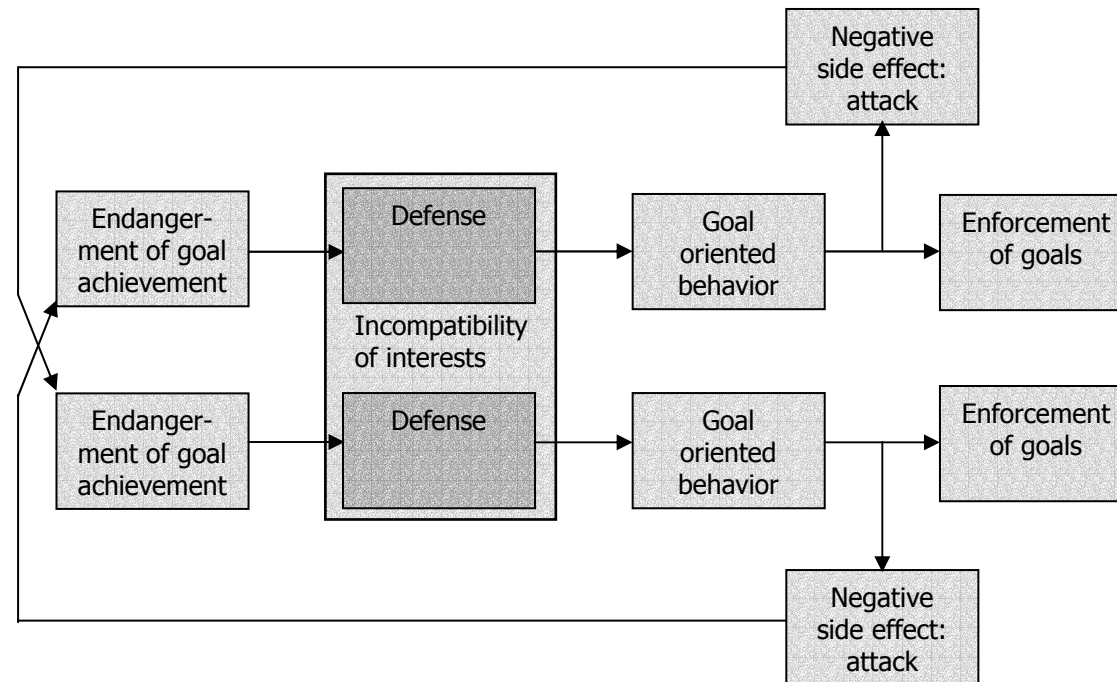 Negative
side effect:
attack
Endanger-
ment of goal
achievement
Defense
Goal
oriented
behavior
Enforcement
of goals
Incompatibility
of interests
Endanger-
ment of goal
achievement
Defense
Goal
oriented
behavior
Enforcement
of goals
Negative
side effect:
attack